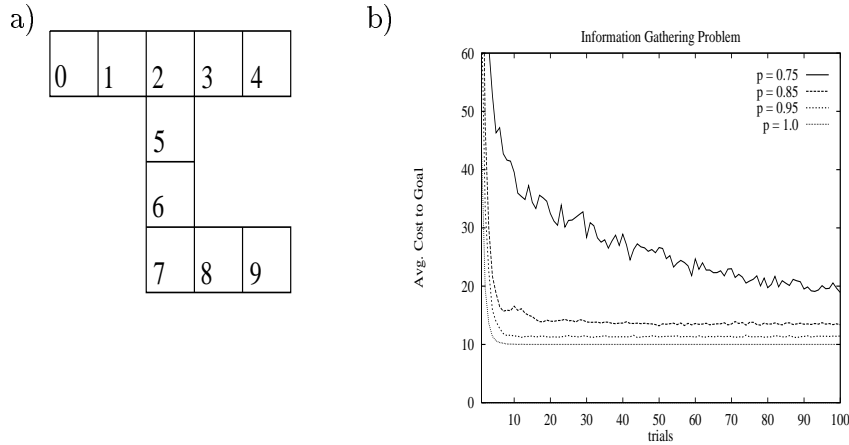 a)
0 1 2 3 4
5
6
7 8 9
b)
Information Gathering Problem
Avg. Cost to Goal
60
50
40
30
20
10
0
p = 0.75
p = 0.85
p = 0.95
p = 1.0
10 20 30 40 50 60 70 80 90 100
trials